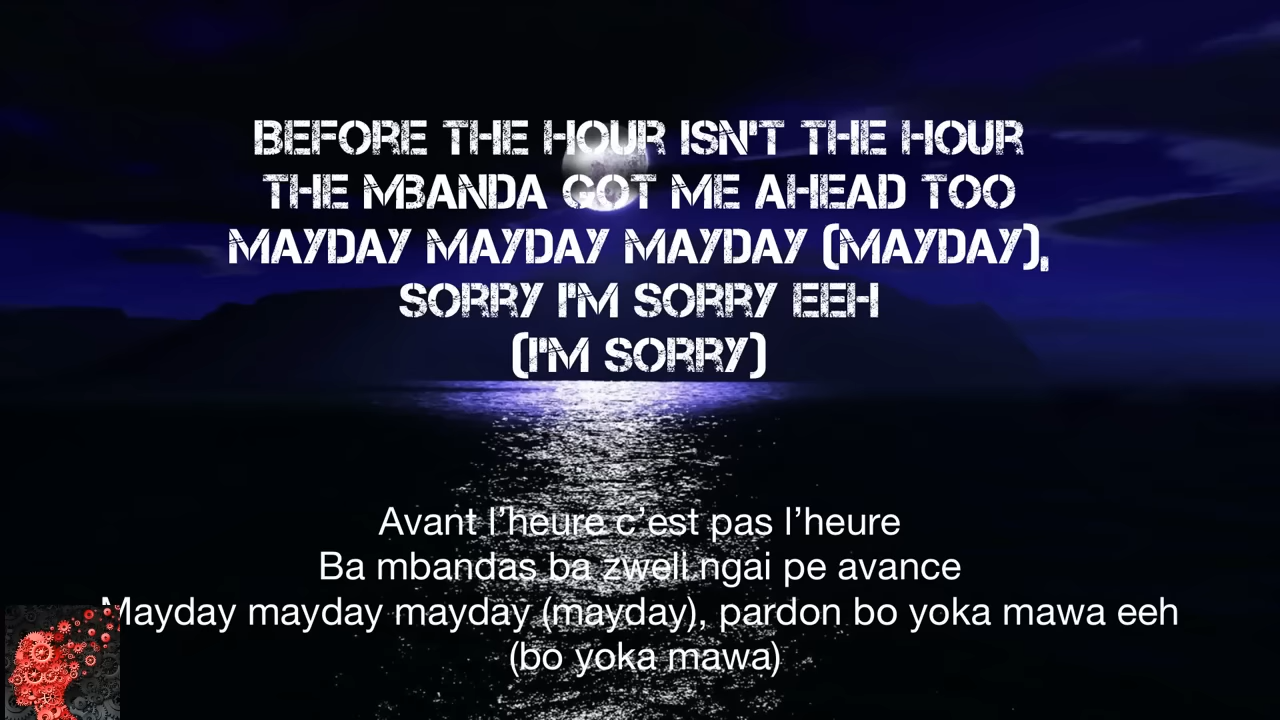 BEFORE THE HOUR ISN'T THE HOUR
THE MBANDA GOT ME AHEAD TOO
MAYDAY MAYDAY MAYDAY (MAYDAY),
SORRY I'M SORRY EEH
(I'M SORRY)
Avant l’heure c’est pas l’heure
Ba mbandas ba zwell ngai pe avance
Mayday mayday mayday (mayday), pardon bo yoka mawa eeh
(bo yoka mawa)